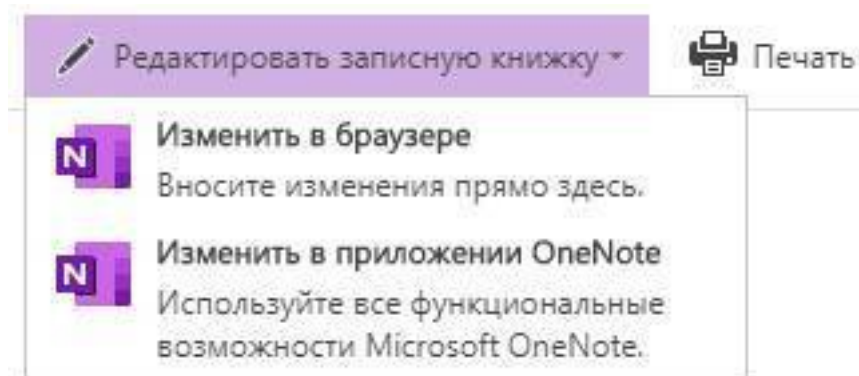 Редактировать записную книжку
Печать
Изменить в браузере
Вносите изменения прямо здесь.
Изменить в приложении OneNote
Используйте все функциональные
возможности Microsoft OneNote.
N
N